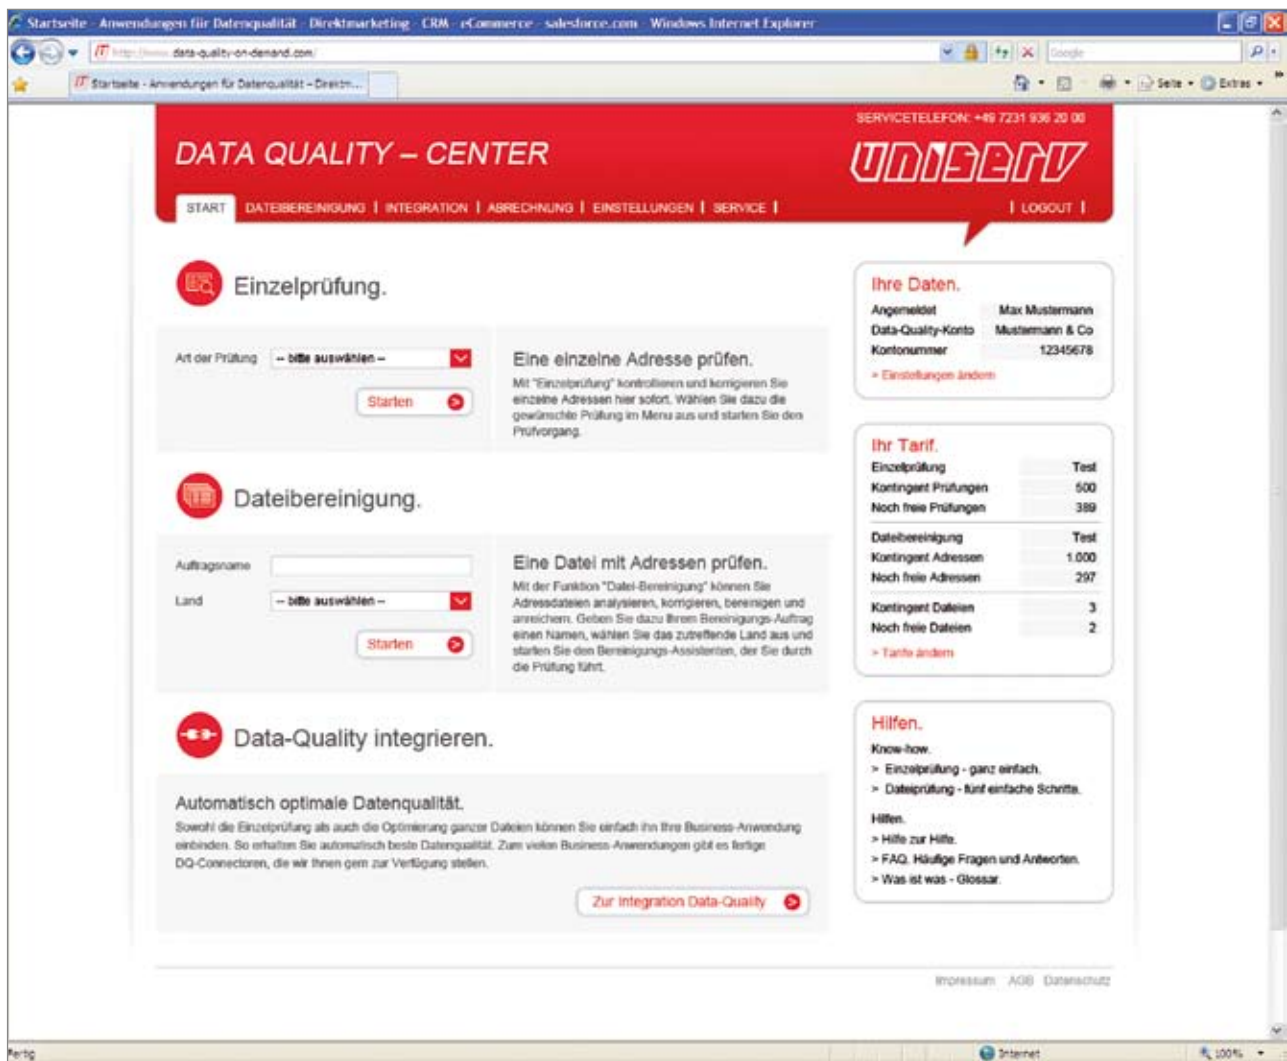 Startseite - Anwendungen für Datenqualität - Direktmarketing - CRM - eCommerce - salesforce.com - Windows Internet Explorer
http://www.data-quality-on-demand.com/
Google
Startseite - Anwendungen für Datenqualität – Direktm...
Seite
Extras
SERVICETELEFON: +49 7231 936 20 00
DATA QUALITY – CENTER
UNISERV
START
DATEIBEREINIGUNG | INTEGRATION | ABRECHNUNG | EINSTELLUNGEN | SERVICE |
| LOGOUT |
Einzelprüfung.
Art der Prüfung
-- bitte auswählen --
Starten
Eine einzelne Adresse prüfen.
Mit "Einzelprüfung" kontrollieren und korrigieren Sie
einzelne Adressen hier sofort. Wählen Sie dazu die
gewünschte Prüfung im Menu aus und starten Sie den
Prüfvorgang.
Dateibereinigung.
Auftragsname
Land
-- bitte auswählen --
Starten
Eine Datei mit Adressen prüfen.
Mit der Funktion "Datei-Bereinigung" können Sie
Adressdateien analysieren, korrigieren, bereinigen und
anreichern. Geben Sie dazu Ihrem Bereinigungs-Auftrag
einen Namen, wählen Sie das zutreffende Land aus und
starten Sie den Bereinigungs-Assistenten, der Sie durch
die Prüfung führt.
Data-Quality integrieren.
Automatisch optimale Datenqualität.
Sowohl die Einzelprüfung als auch die Optimierung ganzer Dateien können Sie einfach ihn Ihre Business-Anwendung
einbinden. So erhalten Sie automatisch beste Datenqualität. Zum vielen Business-Anwendungen gibt es fertige
DQ-Connectoren, die wir Ihnen gern zur Verfügung stellen.
Zur Integration Data-Quality
Ihre Daten.
Angemeldet Max Mustermann
Data-Quality-Konto Mustermann & Co
Kontonummer 12345678
> Einstellungen ändern
Ihr Tarif.
Einzelprüfung Test
Kontingent Prüfungen 500
Noch freie Prüfungen 389
Dateibereinigung Test
Kontingent Adressen 1.000
Noch freie Adressen 297
Kontingent Dateien 3
Noch freie Dateien 2
> Tarife ändern
Hilfen.
Know-how.
> Einzelprüfung - ganz einfach.
> Dateiprüfung - fünf einfache Schritte.
Hilfen.
> Hilfe zur Hilfe.
> FAQ. Häufige Fragen und Antworten.
> Was ist was - Glossar.
Impressum AGB Datenschutz
Fertig
Internet
100%